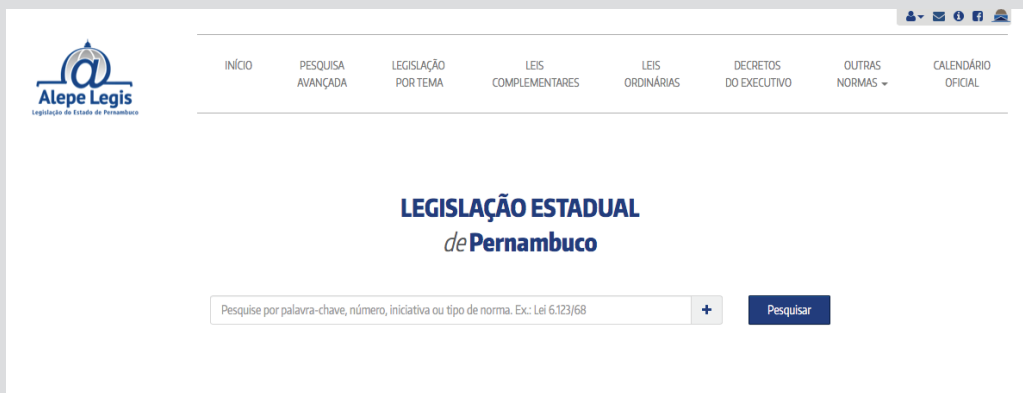 @
Alepe Legis
Legislação do Estado de Pernambuco
INÍCIO
PESQUISA
AVANÇADA
LEGISLAÇÃO
POR TEMA
LEIS
COMPLEMENTARES
LEIS
ORDINÁRIAS
DECRETOS
DO EXECUTIVO
OUTRAS
NORMAS
CALENDÁRIO
OFICIAL
LEGISLAÇÃO ESTADUAL
de Pernambuco
Pesquise por palavra-chave, número, iniciativa ou tipo de norma. Ex.: Lei 6.123/68
+
Pesquisar